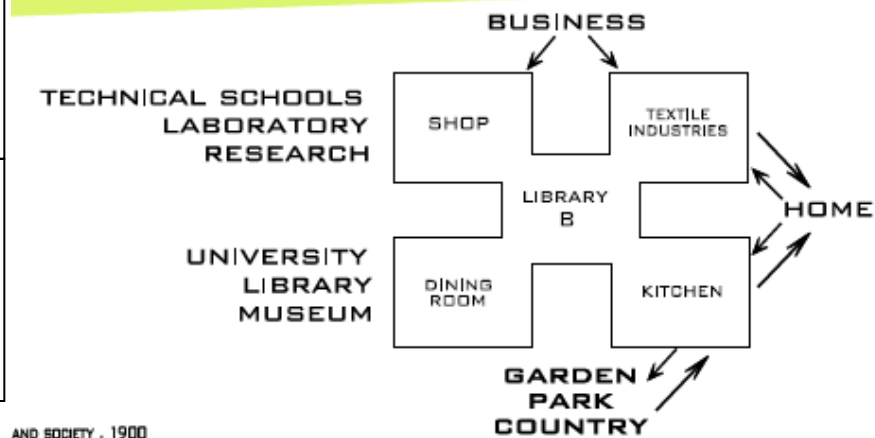 BUSINESS
TECHNICAL SCHOOLS
LABORATORY
RESEARCH
SHOP
TEXTILE
INDUSTRIES
LIBRARY
B
HOME
UNIVERSITY
LIBRARY
MUSEUM
DINING
ROOM
KITCHEN
GARDEN
PARK
COUNTRY
AND SOCIETY . 1900